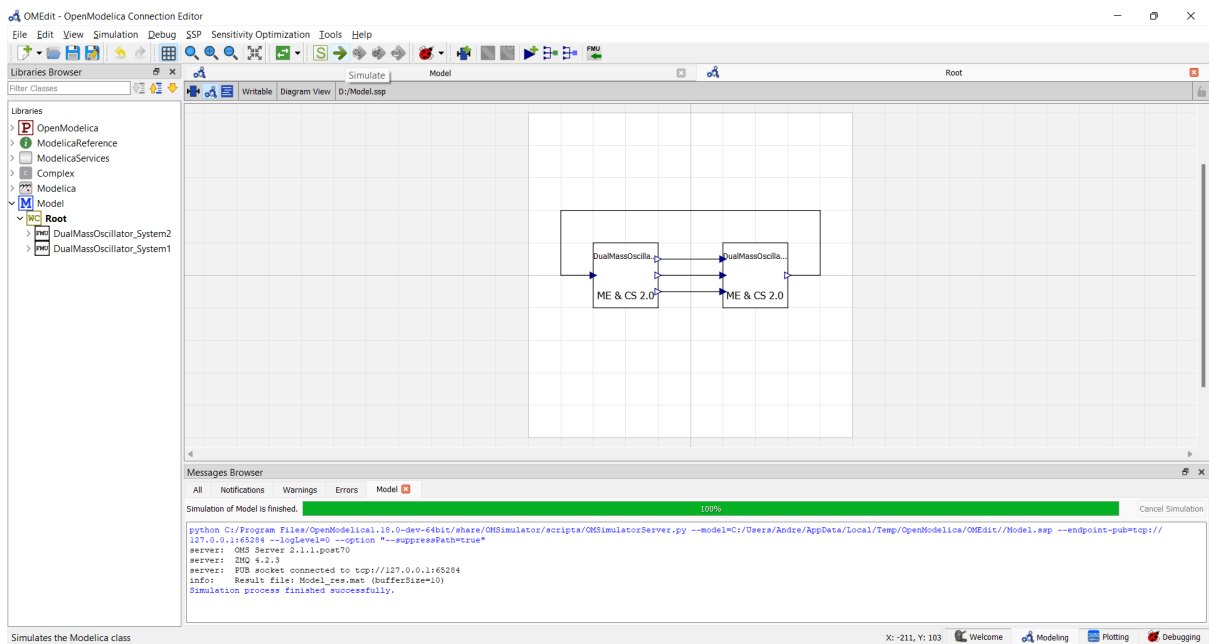 OMEdit - OpenModelica Connection Editor
File Edit View Simulation Debug SSP Sensitivity Optimization Tools Help
S
FMU
Libraries Browser
Simulate
Model
Root
Filter Classes
Writable
Diagram View
D:/Model.ssp
Libraries
P OpenModelica
i ModelicaReference
ModelicaServices
C Complex
Modelica
M Model
WC Root
FMU DualMassOscillator_System2
FMU DualMassOscillator_System1
DualMassOscilla...
DualMassOscilla...
ME & CS 2.0
ME & CS 2.0
Messages Browser
All Notifications Warnings Errors Model
Simulation of Model is finished.
100%
Cancel Simulation
python C:/Program Files/OpenModelica1.18.0-dev-64bit/share/OMSimulator/scripts/OMSimulatorServer.py --model=C:/Users/Andre/AppData/Local/Temp/OpenModelica/OMEdit//Model.ssp --endpoint-pub=tcp://
127.0.0.1:65284 --logLevel=0 --option "--suppressPath=true"
server: OMS Server 2.1.1.post70
server: ZMQ 4.2.3
server: PUB socket connected to tcp://127.0.0.1:65284
info: Result file: Model_res.mat (bufferSize=10)
Simulation process finished successfully.
Simulates the Modelica class
X: -211, Y: 103
Welcome
Modeling
Plotting
Debugging